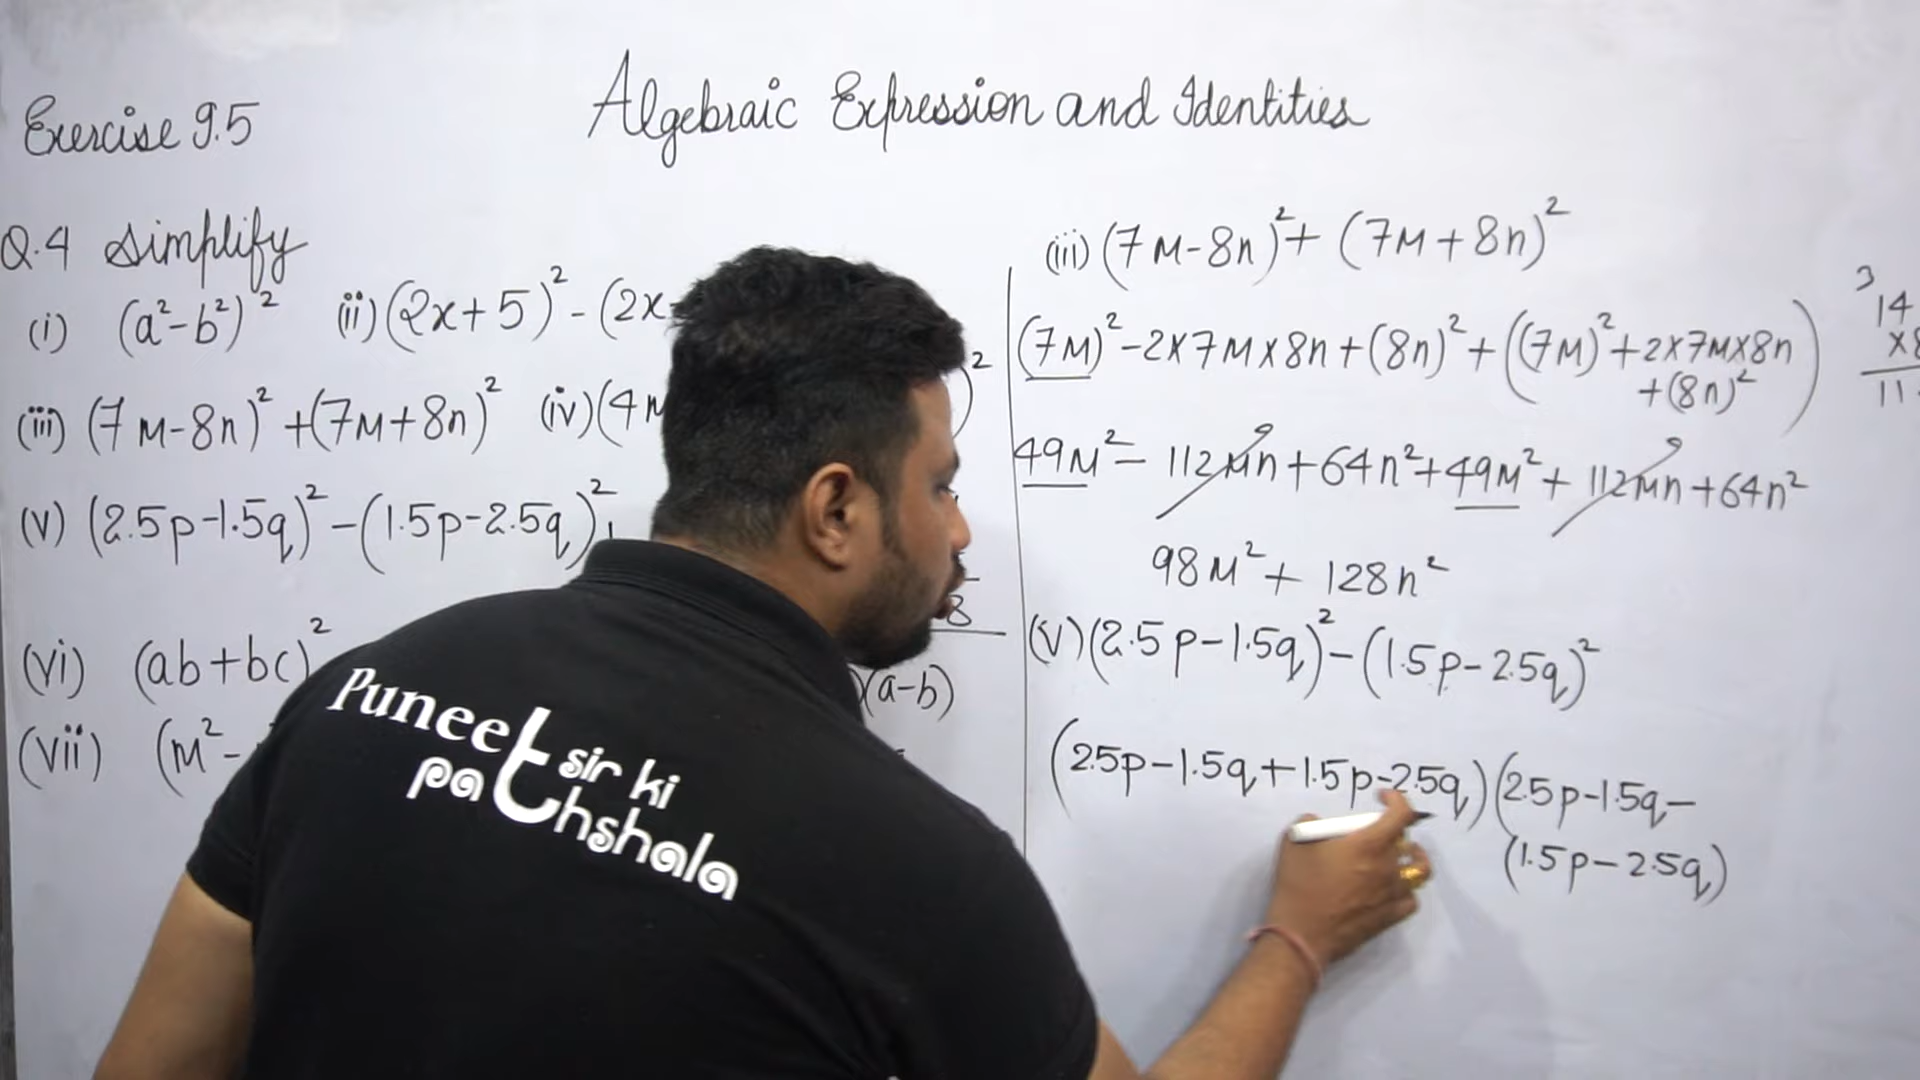 Algebraic Expression and Identities
Exercise 9.5
Q.4 Simplify
(i) (a²-b²)² (ii) (2x+5)² - (2x
(iii) (7m-8n)² + (7m+8n)² (iv) (4m )²
(v) (2.5p-1.5q)² - (1.5p-2.5q)²
(vi) (ab+bc)²
(vii) (m² -
8
(a-b)
(iii) (7m-8n)² + (7m+8n)²
(7m)² - 2×7m×8n + (8n)² + ((7m)² + 2×7m×8n
+ (8n)²)
49m² - 112mn + 64n² + 49m² + 112mn + 64n²
98m² + 128n²
(v) (2.5p - 1.5q)² - (1.5p - 2.5q)²
(2.5p - 1.5q + 1.5p - 2.5q) (2.5p - 1.5q -
(1.5p - 2.5q)
3
14
×8
11
Puneet sir ki
pathshala